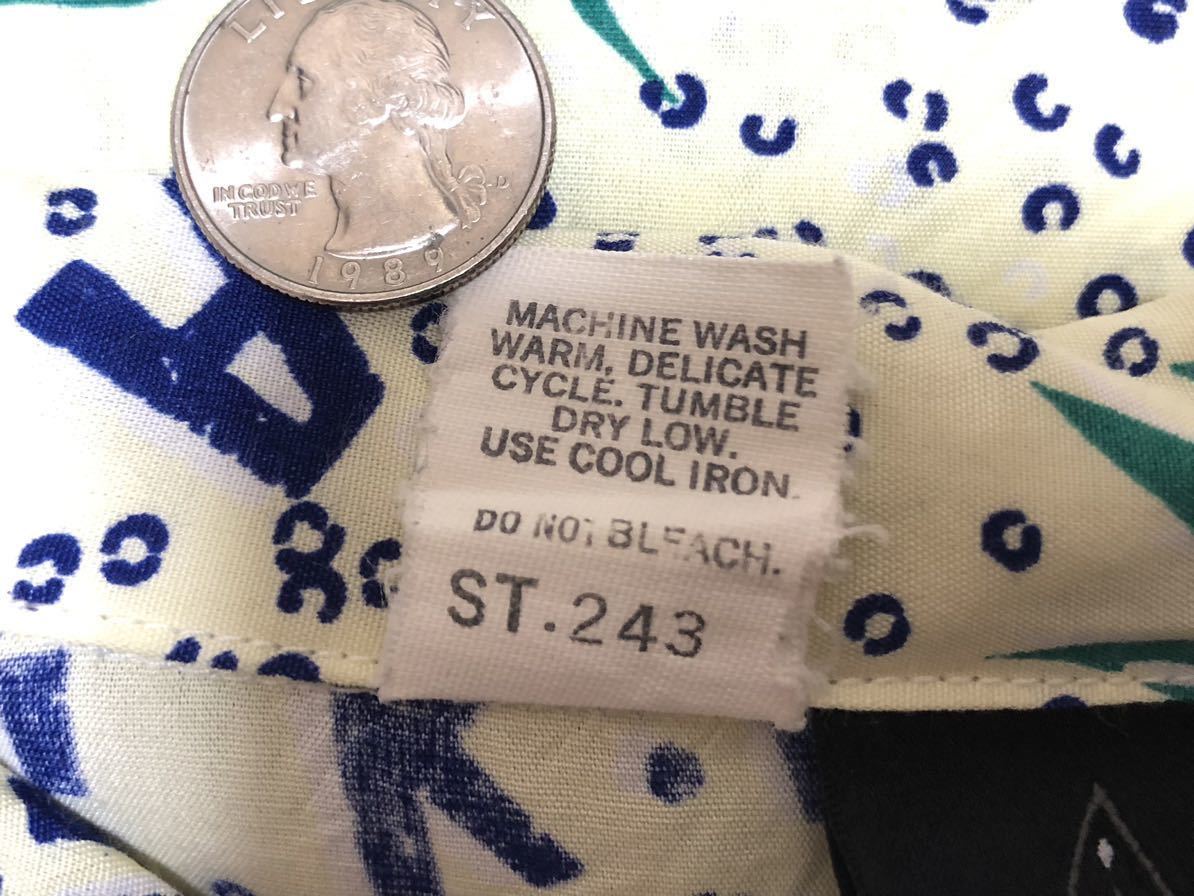 LIBERTY
IN GOD WE
TRUST
D
1989
MACHINE WASH
WARM, DELICATE
CYCLE. TUMBLE
DRY LOW.
USE COOL IRON.
DO NOT BLEACH.
ST.243